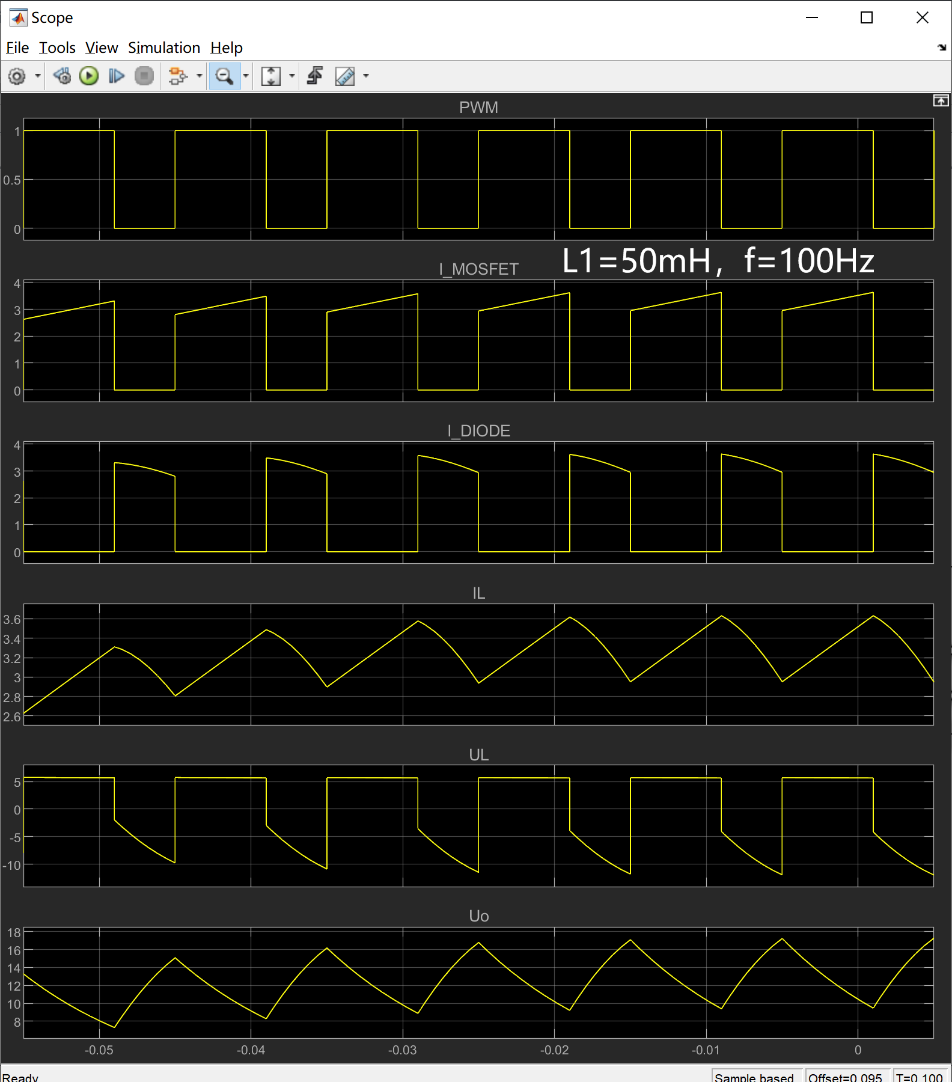 Scope
File Tools View Simulation Help
PWM
1
0.5
0
I_MOSFET
L1=50mH，f=100Hz
4
3
2
1
0
I_DIODE
4
3
2
1
0
IL
3.6
3.4
3.2
3
2.8
2.6
UL
5
0
-5
-10
Uo
18
16
14
12
10
8
-0.05 -0.04 -0.03 -0.02 -0.01 0
Ready Sample based Offset=0.095 T=0.100